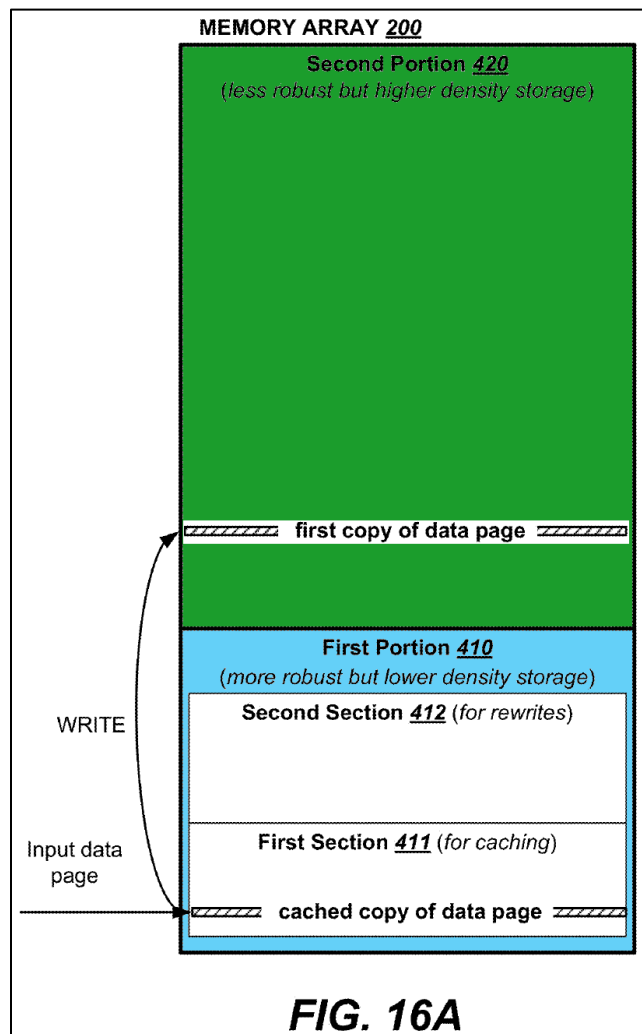 MEMORY ARRAY 200
Second Portion 420
(less robust but higher density storage)
first copy of data page
First Portion 410
(more robust but lower density storage)
Second Section 412 (for rewrites)
WRITE
First Section 411 (for caching)
Input data
page
cached copy of data page
FIG. 16A